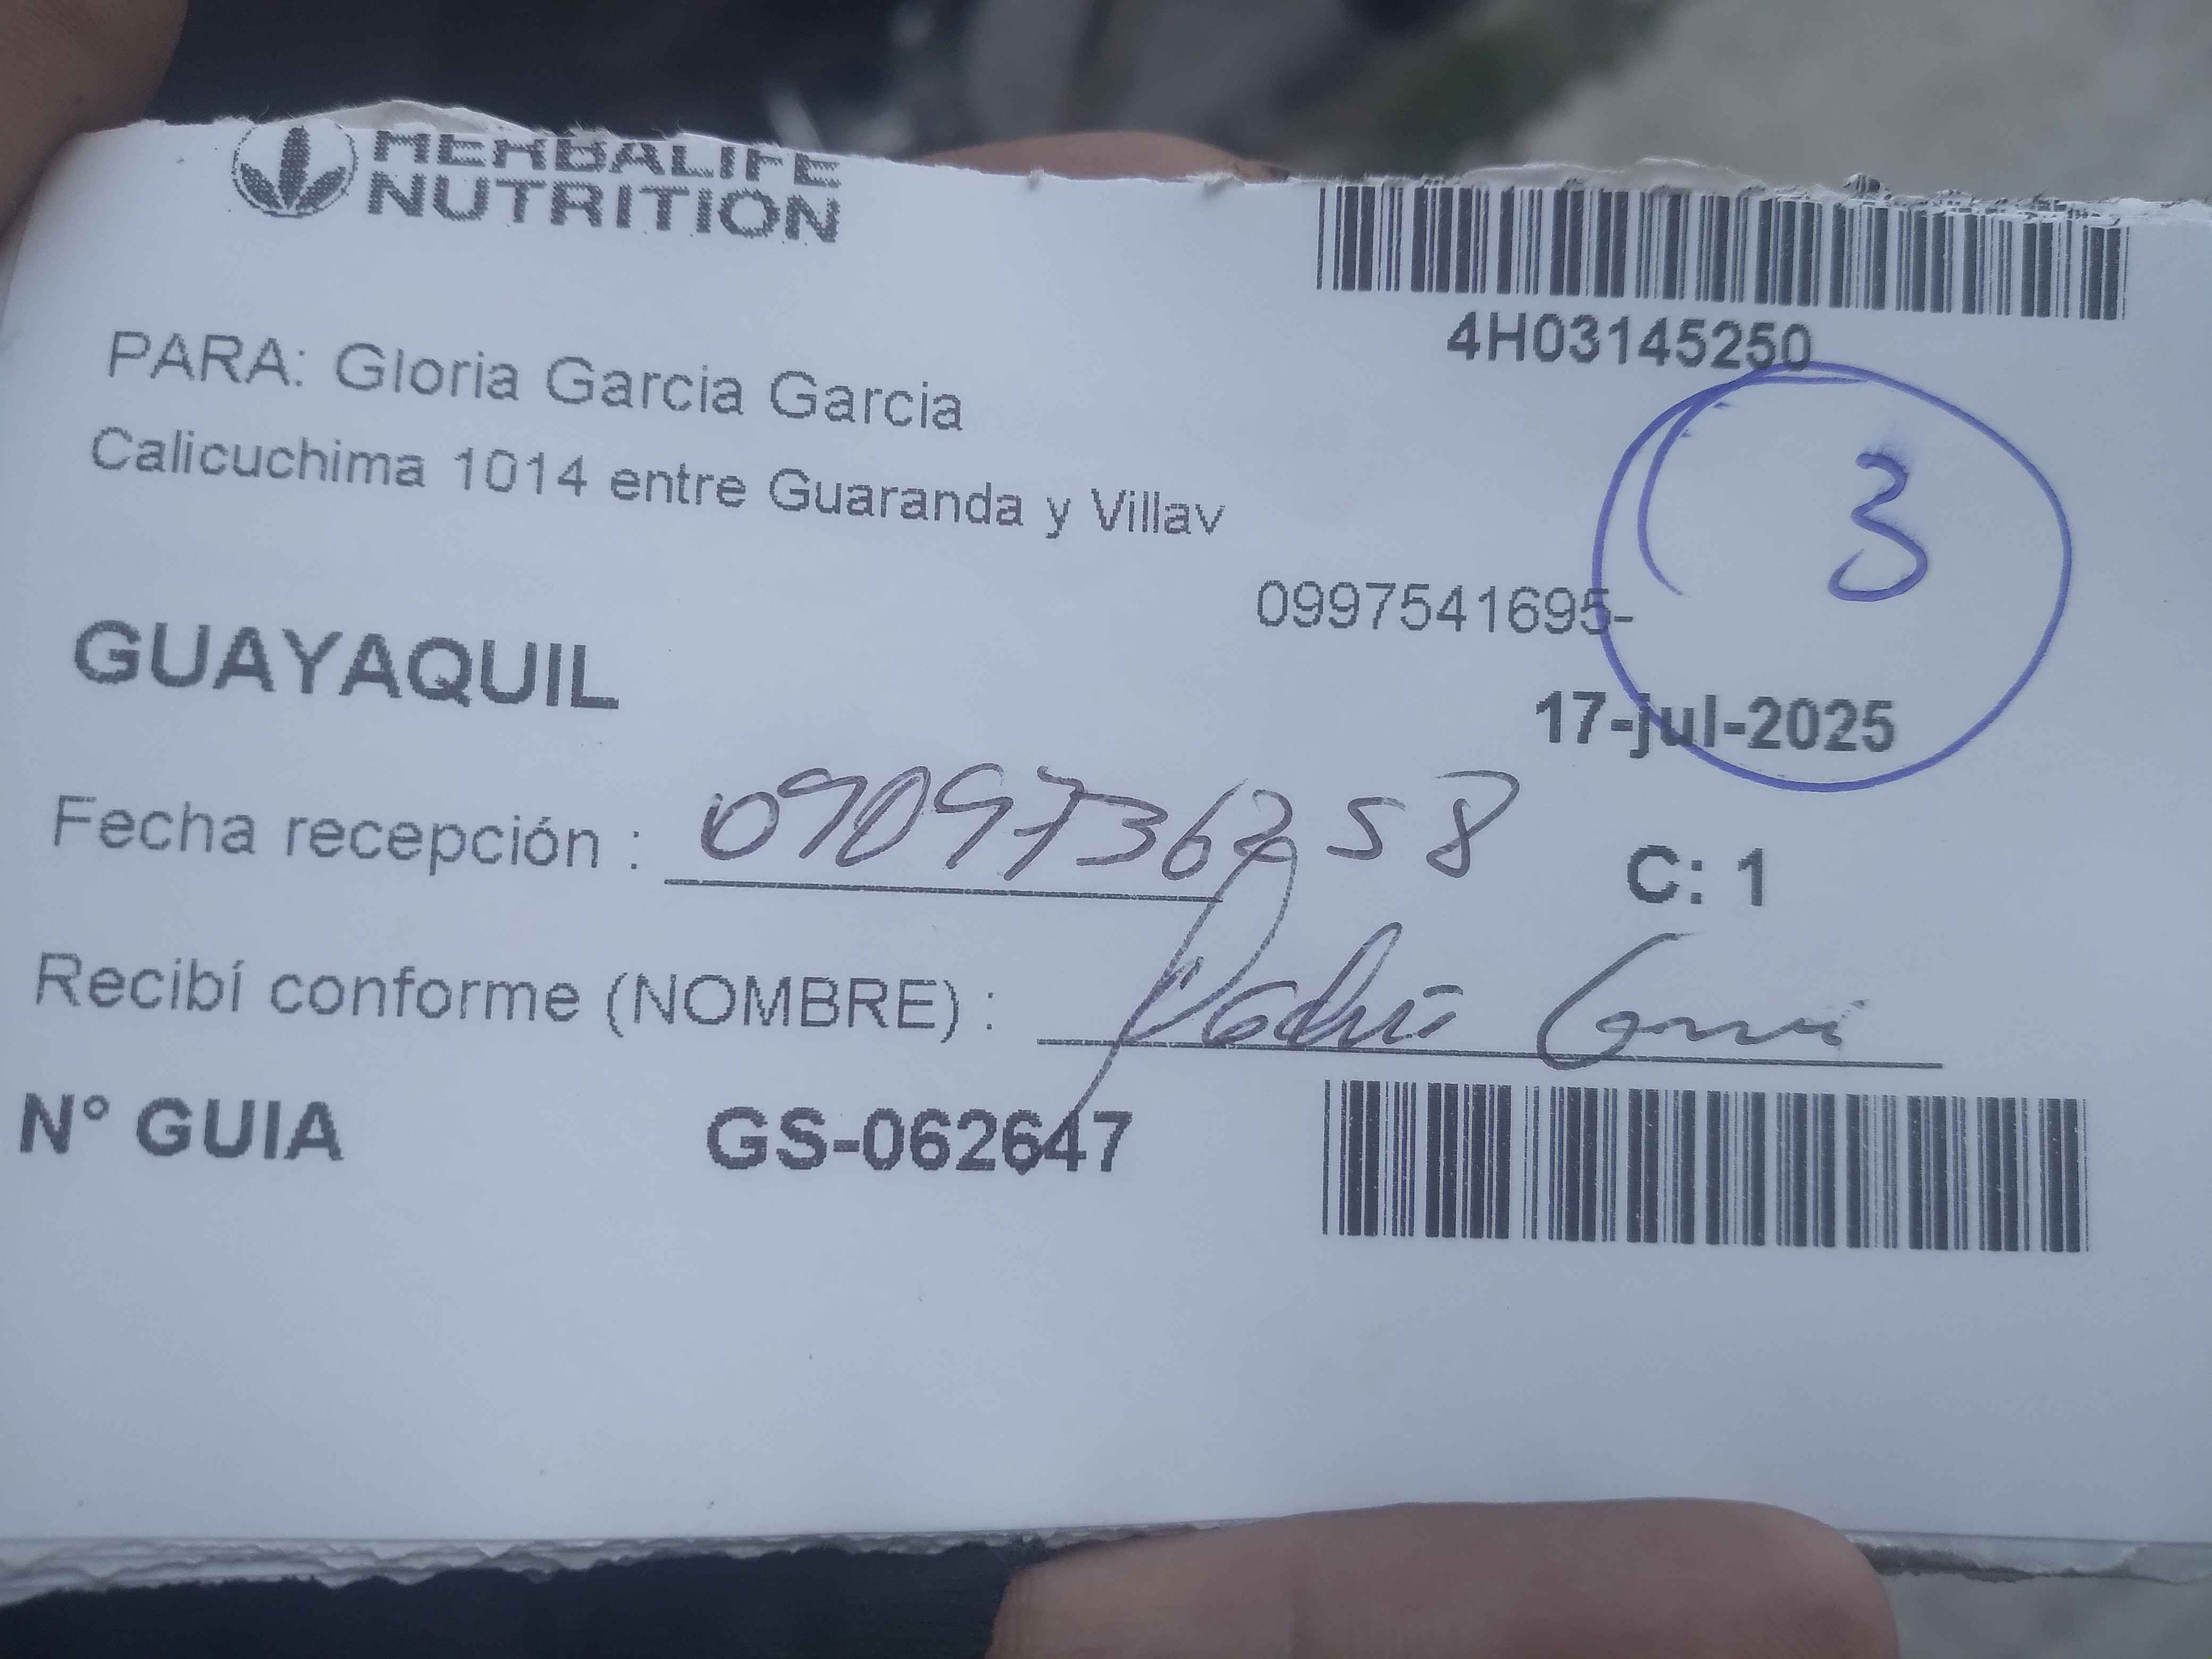 HERBALIFE
NUTRITION
4H03145250
3
PARA: Gloria Garcia Garcia
Calicuchima 1014 entre Guaranda y Villav
0997541695-
GUAYAQUIL
17-jul-2025
Fecha recepción : 0909736258
C: 1
Recibí conforme (NOMBRE) :
N° GUIA GS-062647